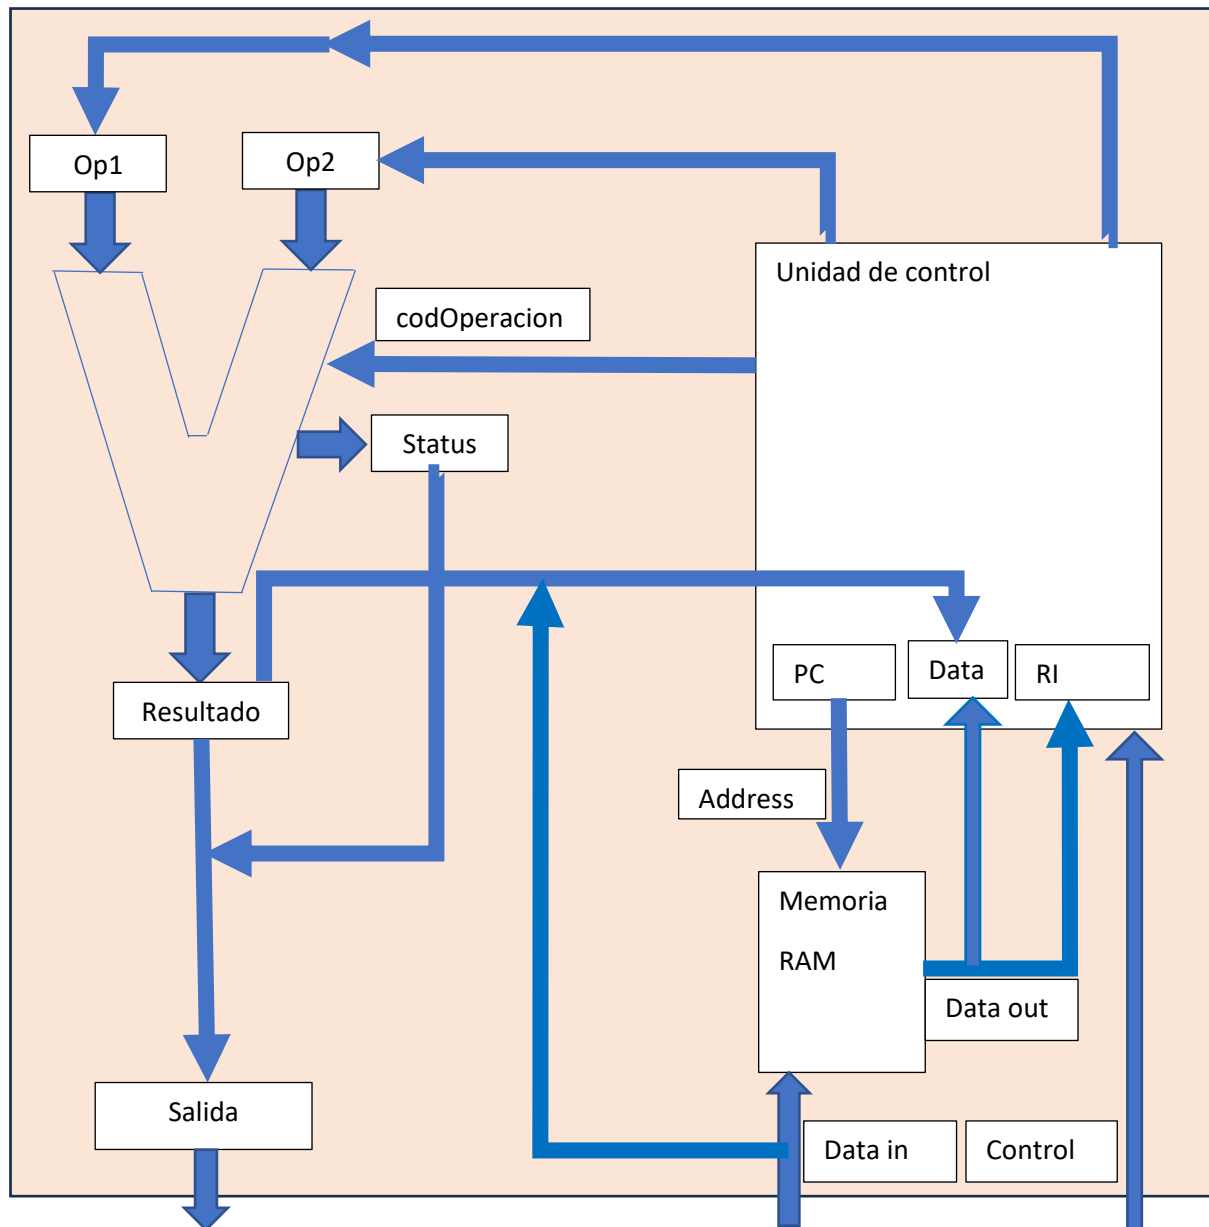 Op1
Op2
Unidad de control
codOperacion
Status
PC
Data
RI
Resultado
Address
Memoria
RAM
Data out
Salida
Data in
Control